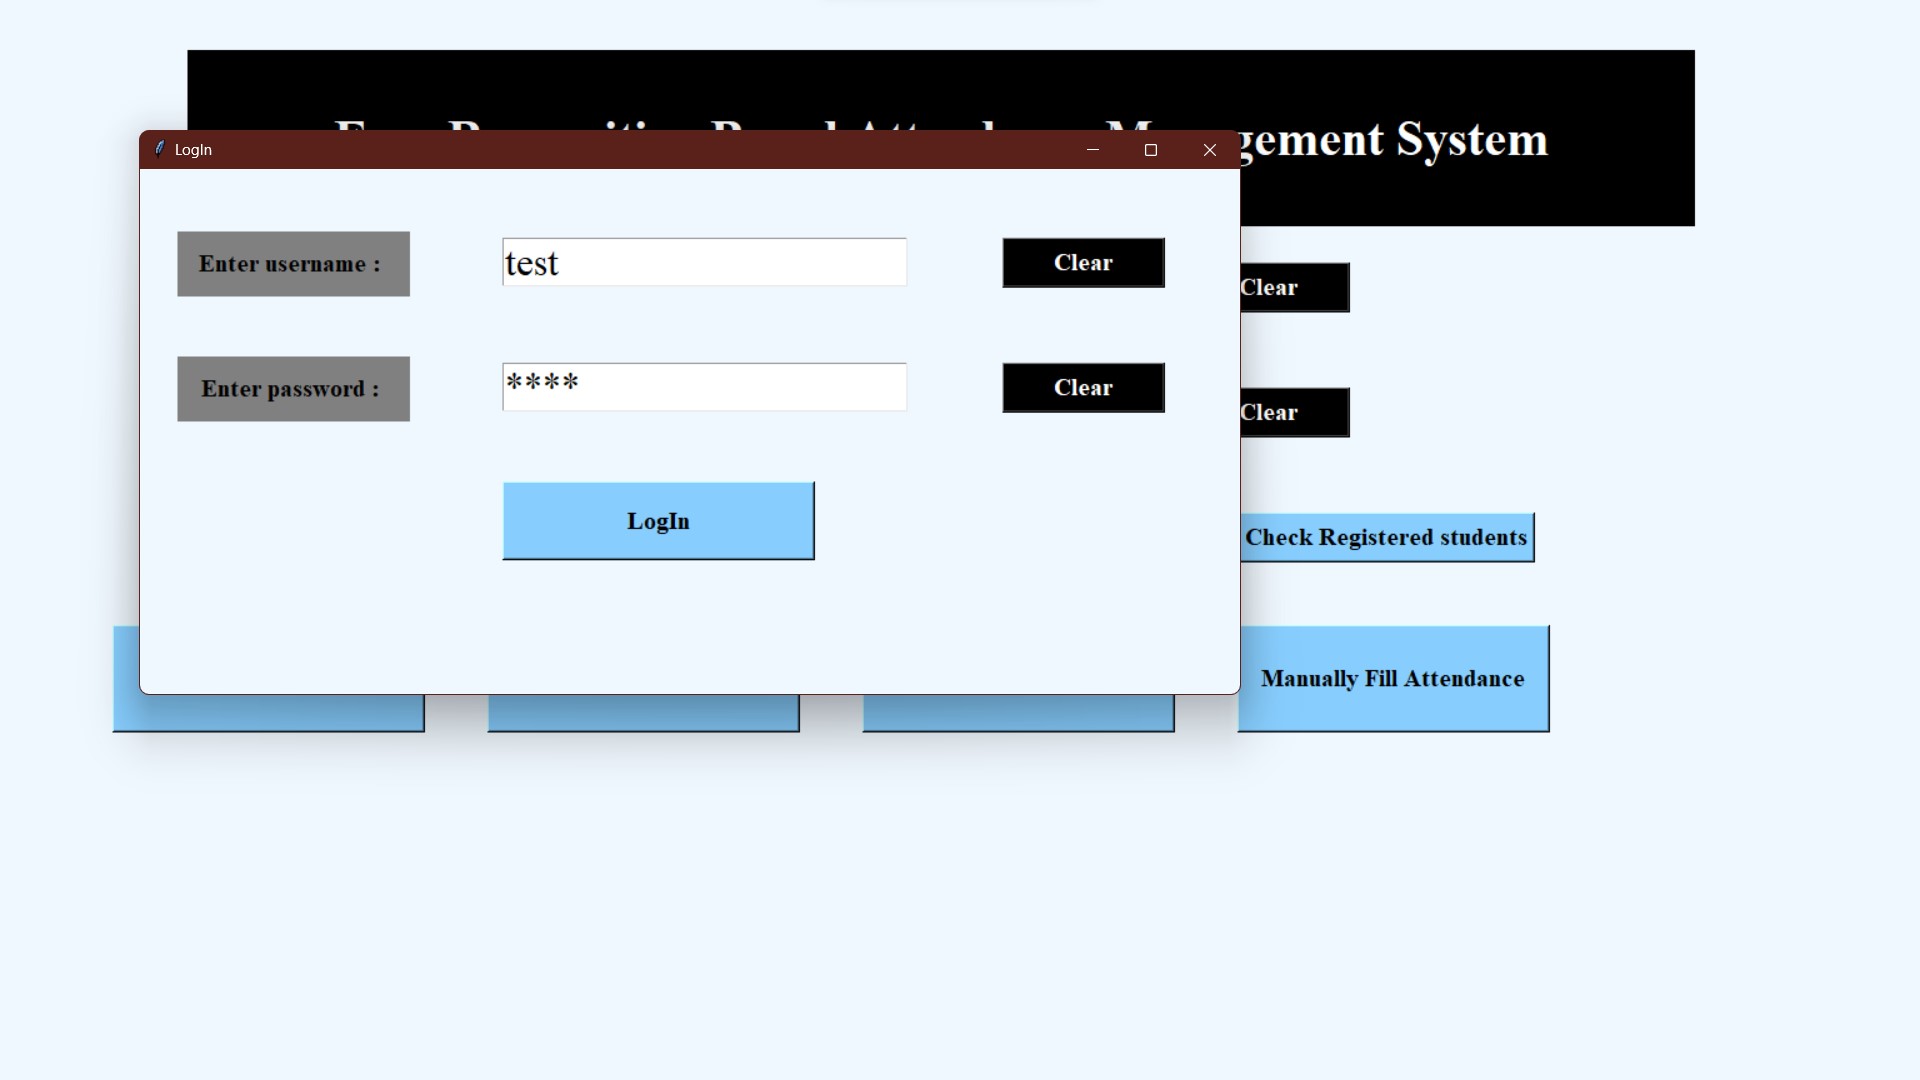 gement System
LogIn
Enter username :
test
Clear
Clear
Enter password :
****
Clear
Clear
LogIn
Check Registered students
Manually Fill Attendance